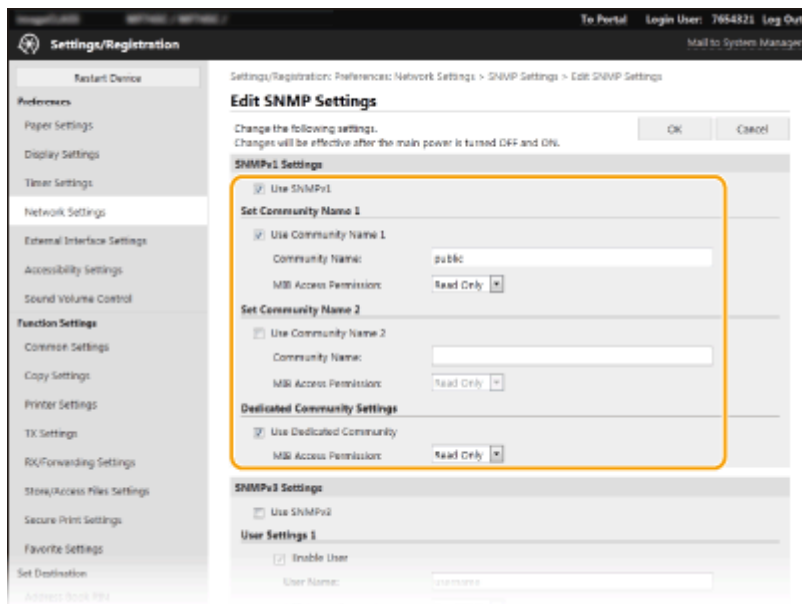 To Portal Login User: 7654321 Log Out
Settings/Registration
Mail to System Manager
Restart Device
Preferences
Paper Settings
Display Settings
Timer Settings
Network Settings
External Interface Settings
Accessibility Settings
Sound Volume Control
Function Settings
Common Settings
Copy Settings
Printer Settings
TX Settings
RX/Forwarding Settings
Store/Access Files Settings
Secure Print Settings
Favorite Settings
Set Destination
Address Book PIN
Settings/Registration: Preferences: Network Settings > SNMP Settings > Edit SNMP Settings
Edit SNMP Settings
Change the following settings.
Changes will be effective after the main power is turned OFF and ON.
OK Cancel
SNMPv1 Settings
Use SNMPv1
Set Community Name 1
Use Community Name 1
Community Name: public
MIB Access Permission: Read Only
Set Community Name 2
Use Community Name 2
Community Name:
MIB Access Permission: Read Only
Dedicated Community Settings
Use Dedicated Community
MIB Access Permission: Read Only
SNMPv3 Settings
Use SNMPv3
User Settings 1
Enable User
User Name: username